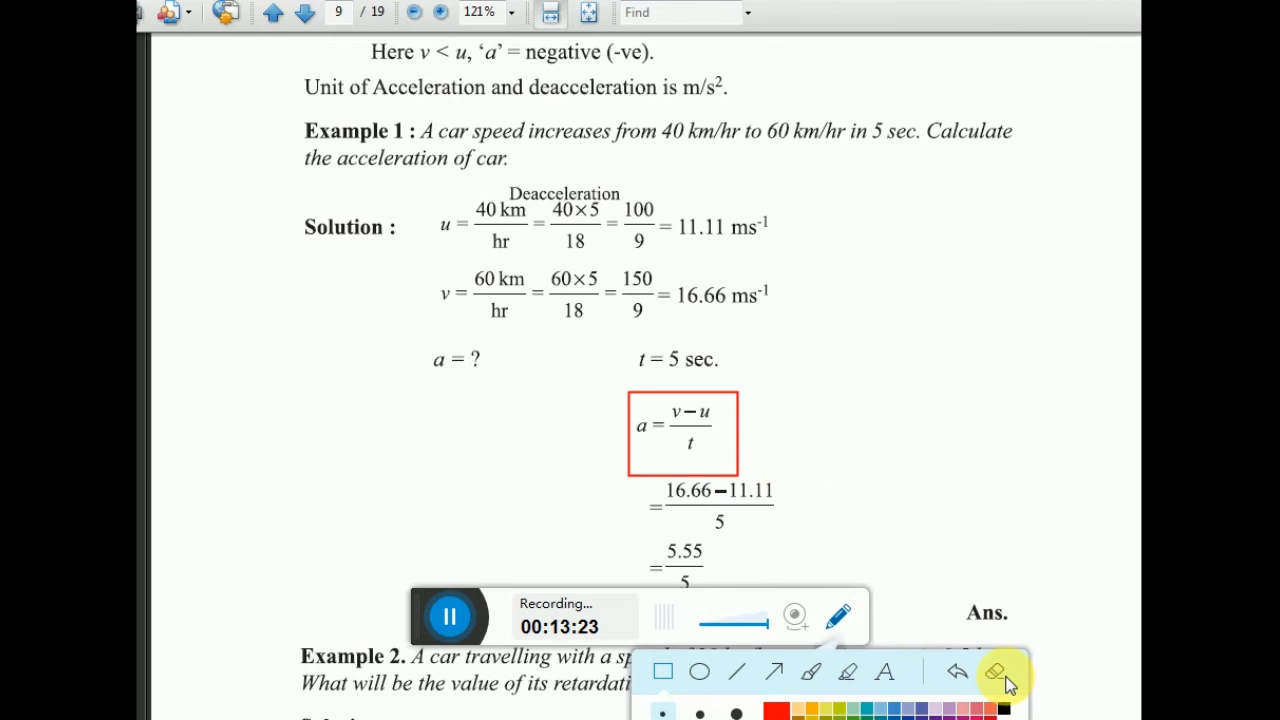 9 / 19 121% Find
Here v < u, ‘a’ = negative (-ve).
Unit of Acceleration and deacceleration is m/s².
Example 1 : A car speed increases from 40 km/hr to 60 km/hr in 5 sec. Calculate
the acceleration of car.
Deacceleration
Solution : u = 40 km/hr = 40×5/18 = 100/9 = 11.11 ms⁻¹
v = 60 km/hr = 60×5/18 = 150/9 = 16.66 ms⁻¹
a = ? t = 5 sec.
a = v−u/t
= 16.66−11.11/5
= 5.55/5
Recording...
00:13:23
Ans.
Example 2. A car travelling with a
What will be the value of its